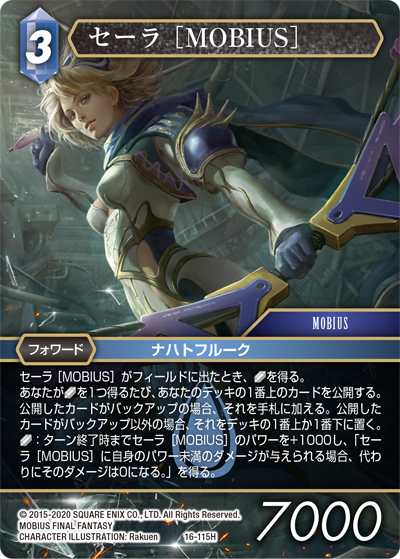 3
セーラ［MOBIUS］
MOBIUS
フォワード
ナハトフルーク
セーラ［MOBIUS］がフィールドに出たとき、を得る。
あなたがを1つ得るたび、あなたのデッキの1番上のカードを公開する。
公開したカードがバックアップの場合、それを手札に加える。公開した
カードがバックアップ以外の場合、それをデッキの1番上か1番下に置く。
：ターン終了時までセーラ［MOBIUS］のパワーを+1000し、「セー
ラ［MOBIUS］に自身のパワー未満のダメージが与えられる場合、代わ
りにそのダメージは0になる。」を得る。
© 2015-2020 SQUARE ENIX CO., LTD. All Rights Reserved.
MOBIUS FINAL FANTASY
CHARACTER ILLUSTRATION: Rakuen
16-115H
7000